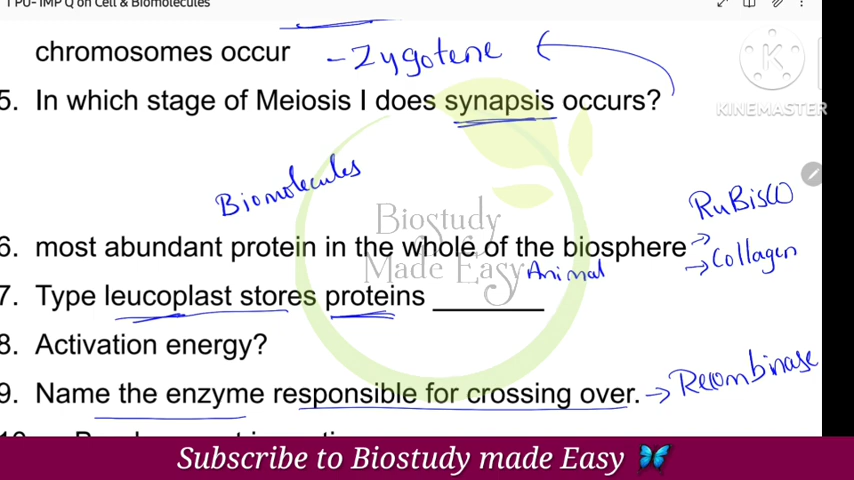 1 PU- IMP Q on Cell & Biomolecules
chromosomes occur - Zygotene
KINEMASTER
5. In which stage of Meiosis I does synapsis occurs?
Biomolecules
RuBisCO
Biostudy
6. most abundant protein in the whole of the biosphere
→ Collagen
Made Easy
Animal
7. Type leucoplast stores proteins ________
8. Activation energy?
9. Name the enzyme responsible for crossing over. → Recombinase
Subscribe to Biostudy made Easy 🦋